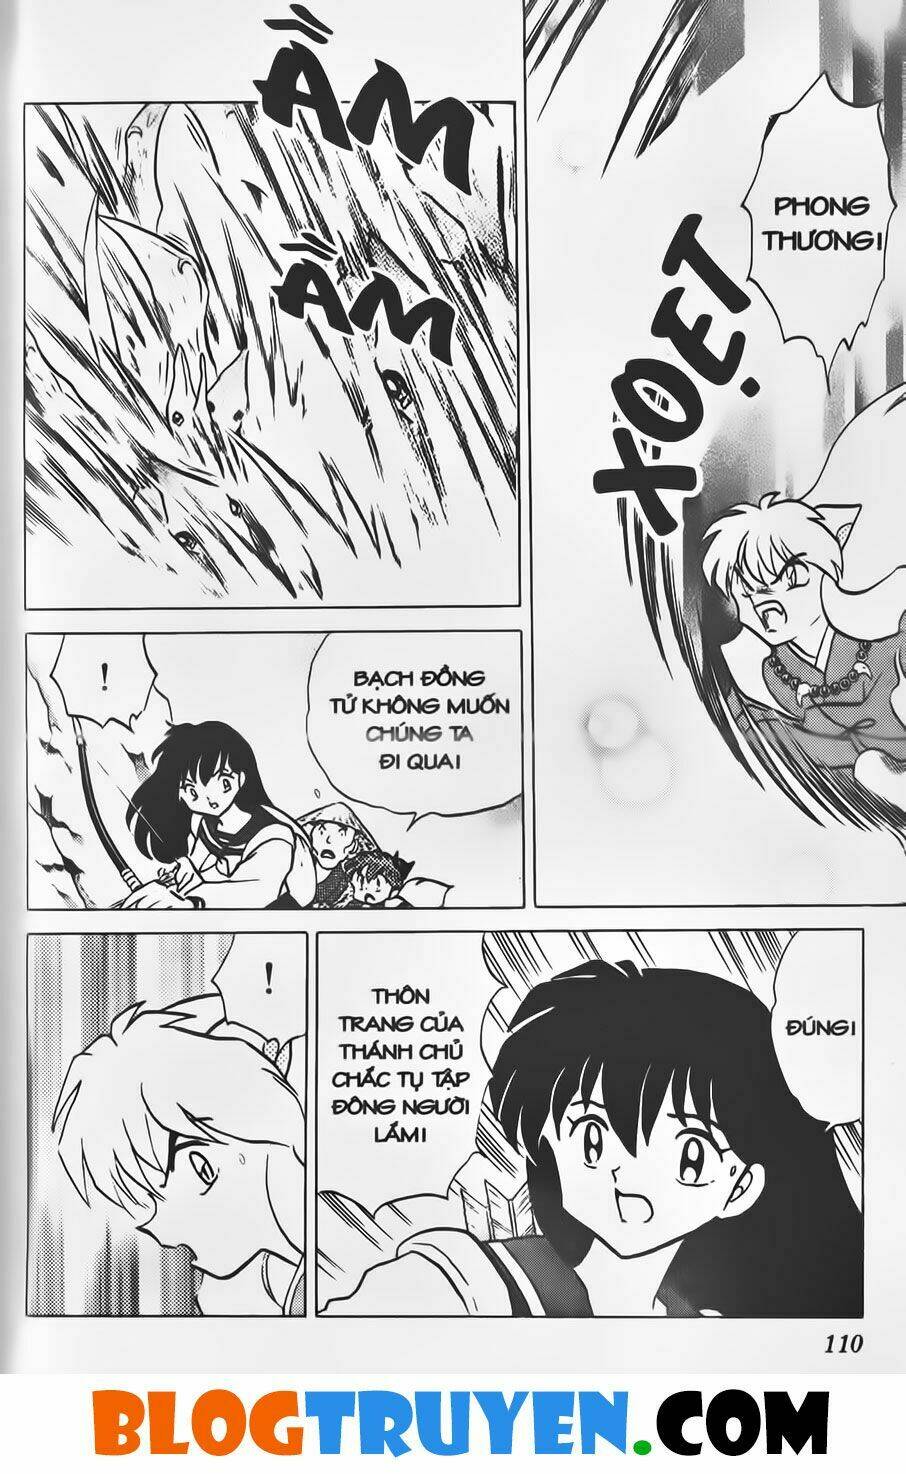 PHONG
THƯƠNG!
XOẸT
ẦM
ẦM
BẠCH ĐỒNG
TỬ KHÔNG MUỐN
CHÚNG TA
ĐI QUA!
!
ĐÚNG!
THÔN
TRANG CỦA
THÁNH CHỦ
CHẮC TỤ TẬP
ĐÔNG NGƯỜI
LẮM!
!
110
BLOGTRUYEN.COM